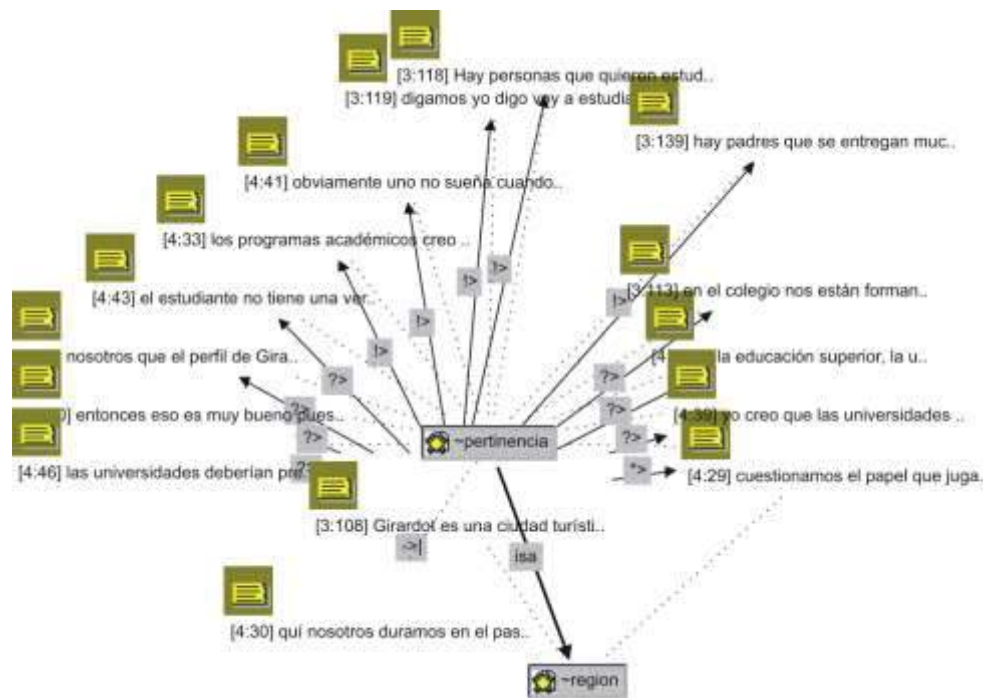 [3:118] Hay personas que quieren estud..
[3:119] digamos yo digo voy a estudia
[3:139] hay padres que se entregan muc..
[4:41] obviamente uno no sueña cuando..
[4:33] los programas académicos creo ..
!>
!>
[4:43] el estudiante no tiene una ver..
!>
[3:113] en el colegio nos están forman..
!>
!>
nosotros que el perfil de Gira..
la educación superior, la u..
?>
?>
entonces eso es muy bueno pues..
?>
?>
[4:39] yo creo que las universidades ..
?>
~pertinencia
?>
[4:46] las universidades deberían pre
*>
[4:29] cuestionamos el papel que juga..
[3:108] Girardot es una ciudad turísti..
->|
isa
[4:30] quí nosotros duramos en el pas..
~region